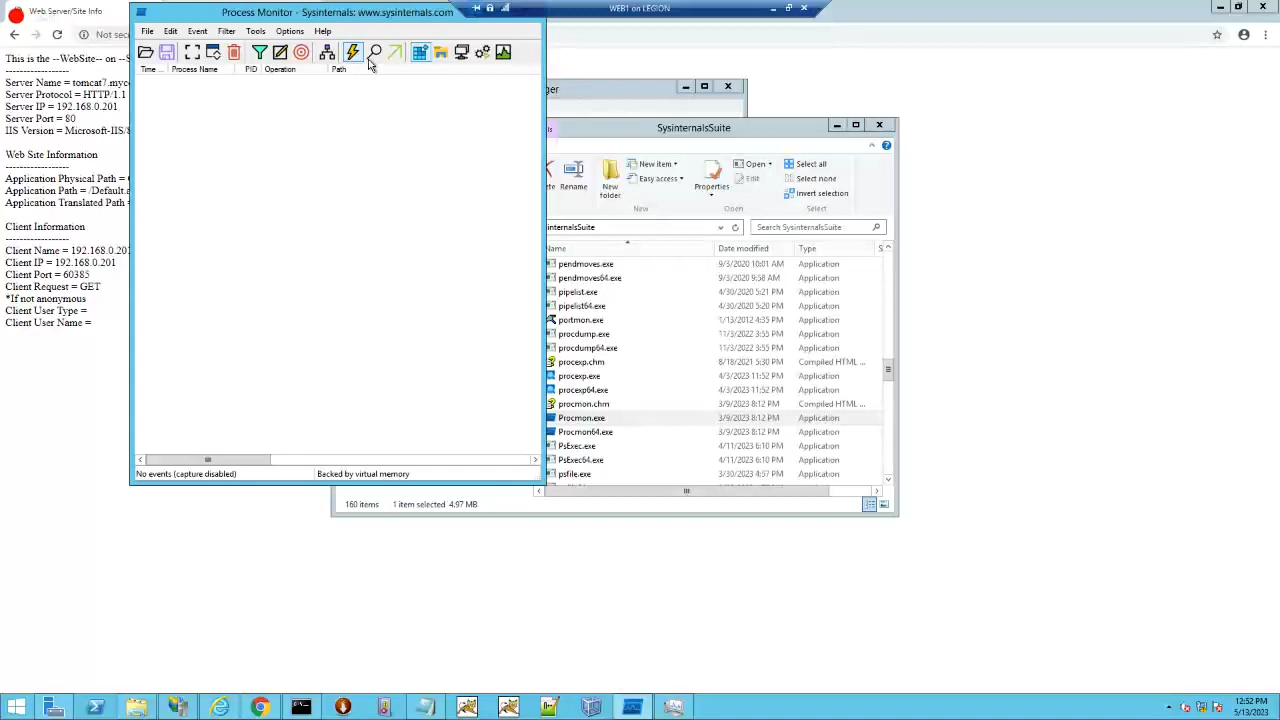 Web Server/Site Info
Process Monitor - Sysinternals: www.sysinternals.com
WEB1 on LEGION
File Edit Event Filter Tools Options Help
Not sec
Time ... Process Name PID Operation Path
This is the --WebSite-- on --S
------------------
Server Name = tomcat7.myco
Server Protocol = HTTP/1.1
Server IP = 192.168.0.201
Server Port = 80
IIS Version = Microsoft-IIS/8
Web Site Information
------------------
Application Physical Path =
Application Path = /Default.a
Application Translated Path =
Client Information
------------------
Client Name = 192.168.0.201
Client IP = 192.168.0.201
Client Port = 60385
Client Request = GET
*If not anonymous
Client User Type =
Client User Name =
No events (capture disabled) Backed by virtual memory
ger
ls
SysinternalsSuite
ete Rename New folder New item Easy access Properties Open Edit Select all Select none Invert selection
New Open Select
sinternalsSuite Search SysinternalsSuite
Name Date modified Type S
pendmoves.exe 9/3/2020 10:01 AM Application
pendmoves64.exe 9/3/2020 9:58 AM Application
pipelist.exe 4/30/2020 5:21 PM Application
pipelist64.exe 4/30/2020 5:20 PM Application
portmon.exe 1/13/2012 4:35 PM Application
procdump.exe 11/3/2022 3:55 PM Application
procdump64.exe 11/3/2022 3:55 PM Application
procexp.chm 8/18/2021 5:30 PM Compiled HTML ...
procexp.exe 4/3/2023 11:52 PM Application
procexp64.exe 4/3/2023 11:52 PM Application
procmon.chm 3/9/2023 8:12 PM Compiled HTML ...
Procmon.exe 3/9/2023 8:12 PM Application
Procmon64.exe 3/9/2023 8:12 PM Application
PsExec.exe 4/11/2023 6:10 PM Application
PsExec64.exe 4/11/2023 6:10 PM Application
psfile.exe 3/30/2023 4:57 PM Application
160 items 1 item selected 4.97 MB
12:52 PM
5/13/2023